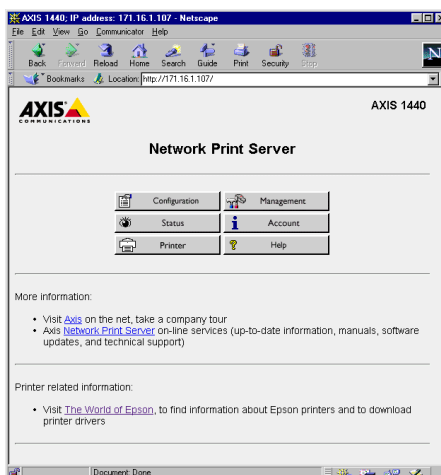 AXIS 1440; IP address: 171.16.1.107 - Netscape
File Edit View Go Communicator Help
Back Forward Reload Home Search Guide Print Security Stop
N
Bookmarks Location: http://171.16.1.107/
AXIS
COMMUNICATIONS
AXIS 1440
Network Print Server
Configuration Management
Status Account
Printer Help
More information:
• Visit Axis on the net, take a company tour
• Axis Network Print Server on-line services (up-to-date information, manuals, software
updates, and technical support)
Printer related information:
• Visit The World of Epson, to find information about Epson printers and to download
printer drivers
Document: Done